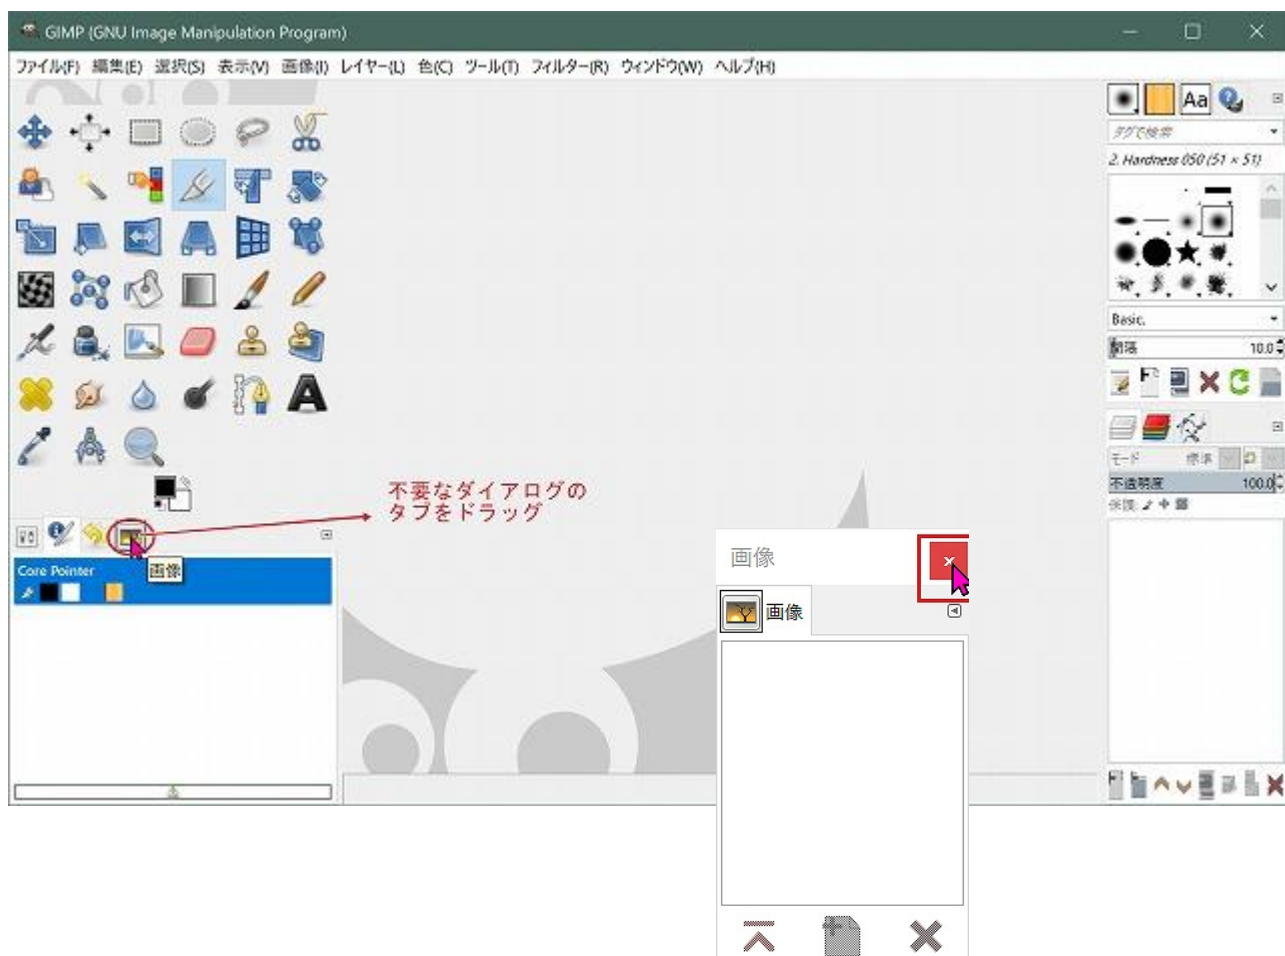 GIMP (GNU Image Manipulation Program)
ファイル(F) 編集(E) 選択(S) 表示(V) 画像(I) レイヤー(L) 色(C) ツール(T) フィルター(R) ウィンドウ(W) ヘルプ(H)
Aa
タグで検索
2. Hardness 050 (51 × 51)
Basic,
間隔 10.0
モード 標準
不透明度 100.0
保護:
不要なダイアログの
タブをドラッグ
画像
Core Pointer
画像
画像